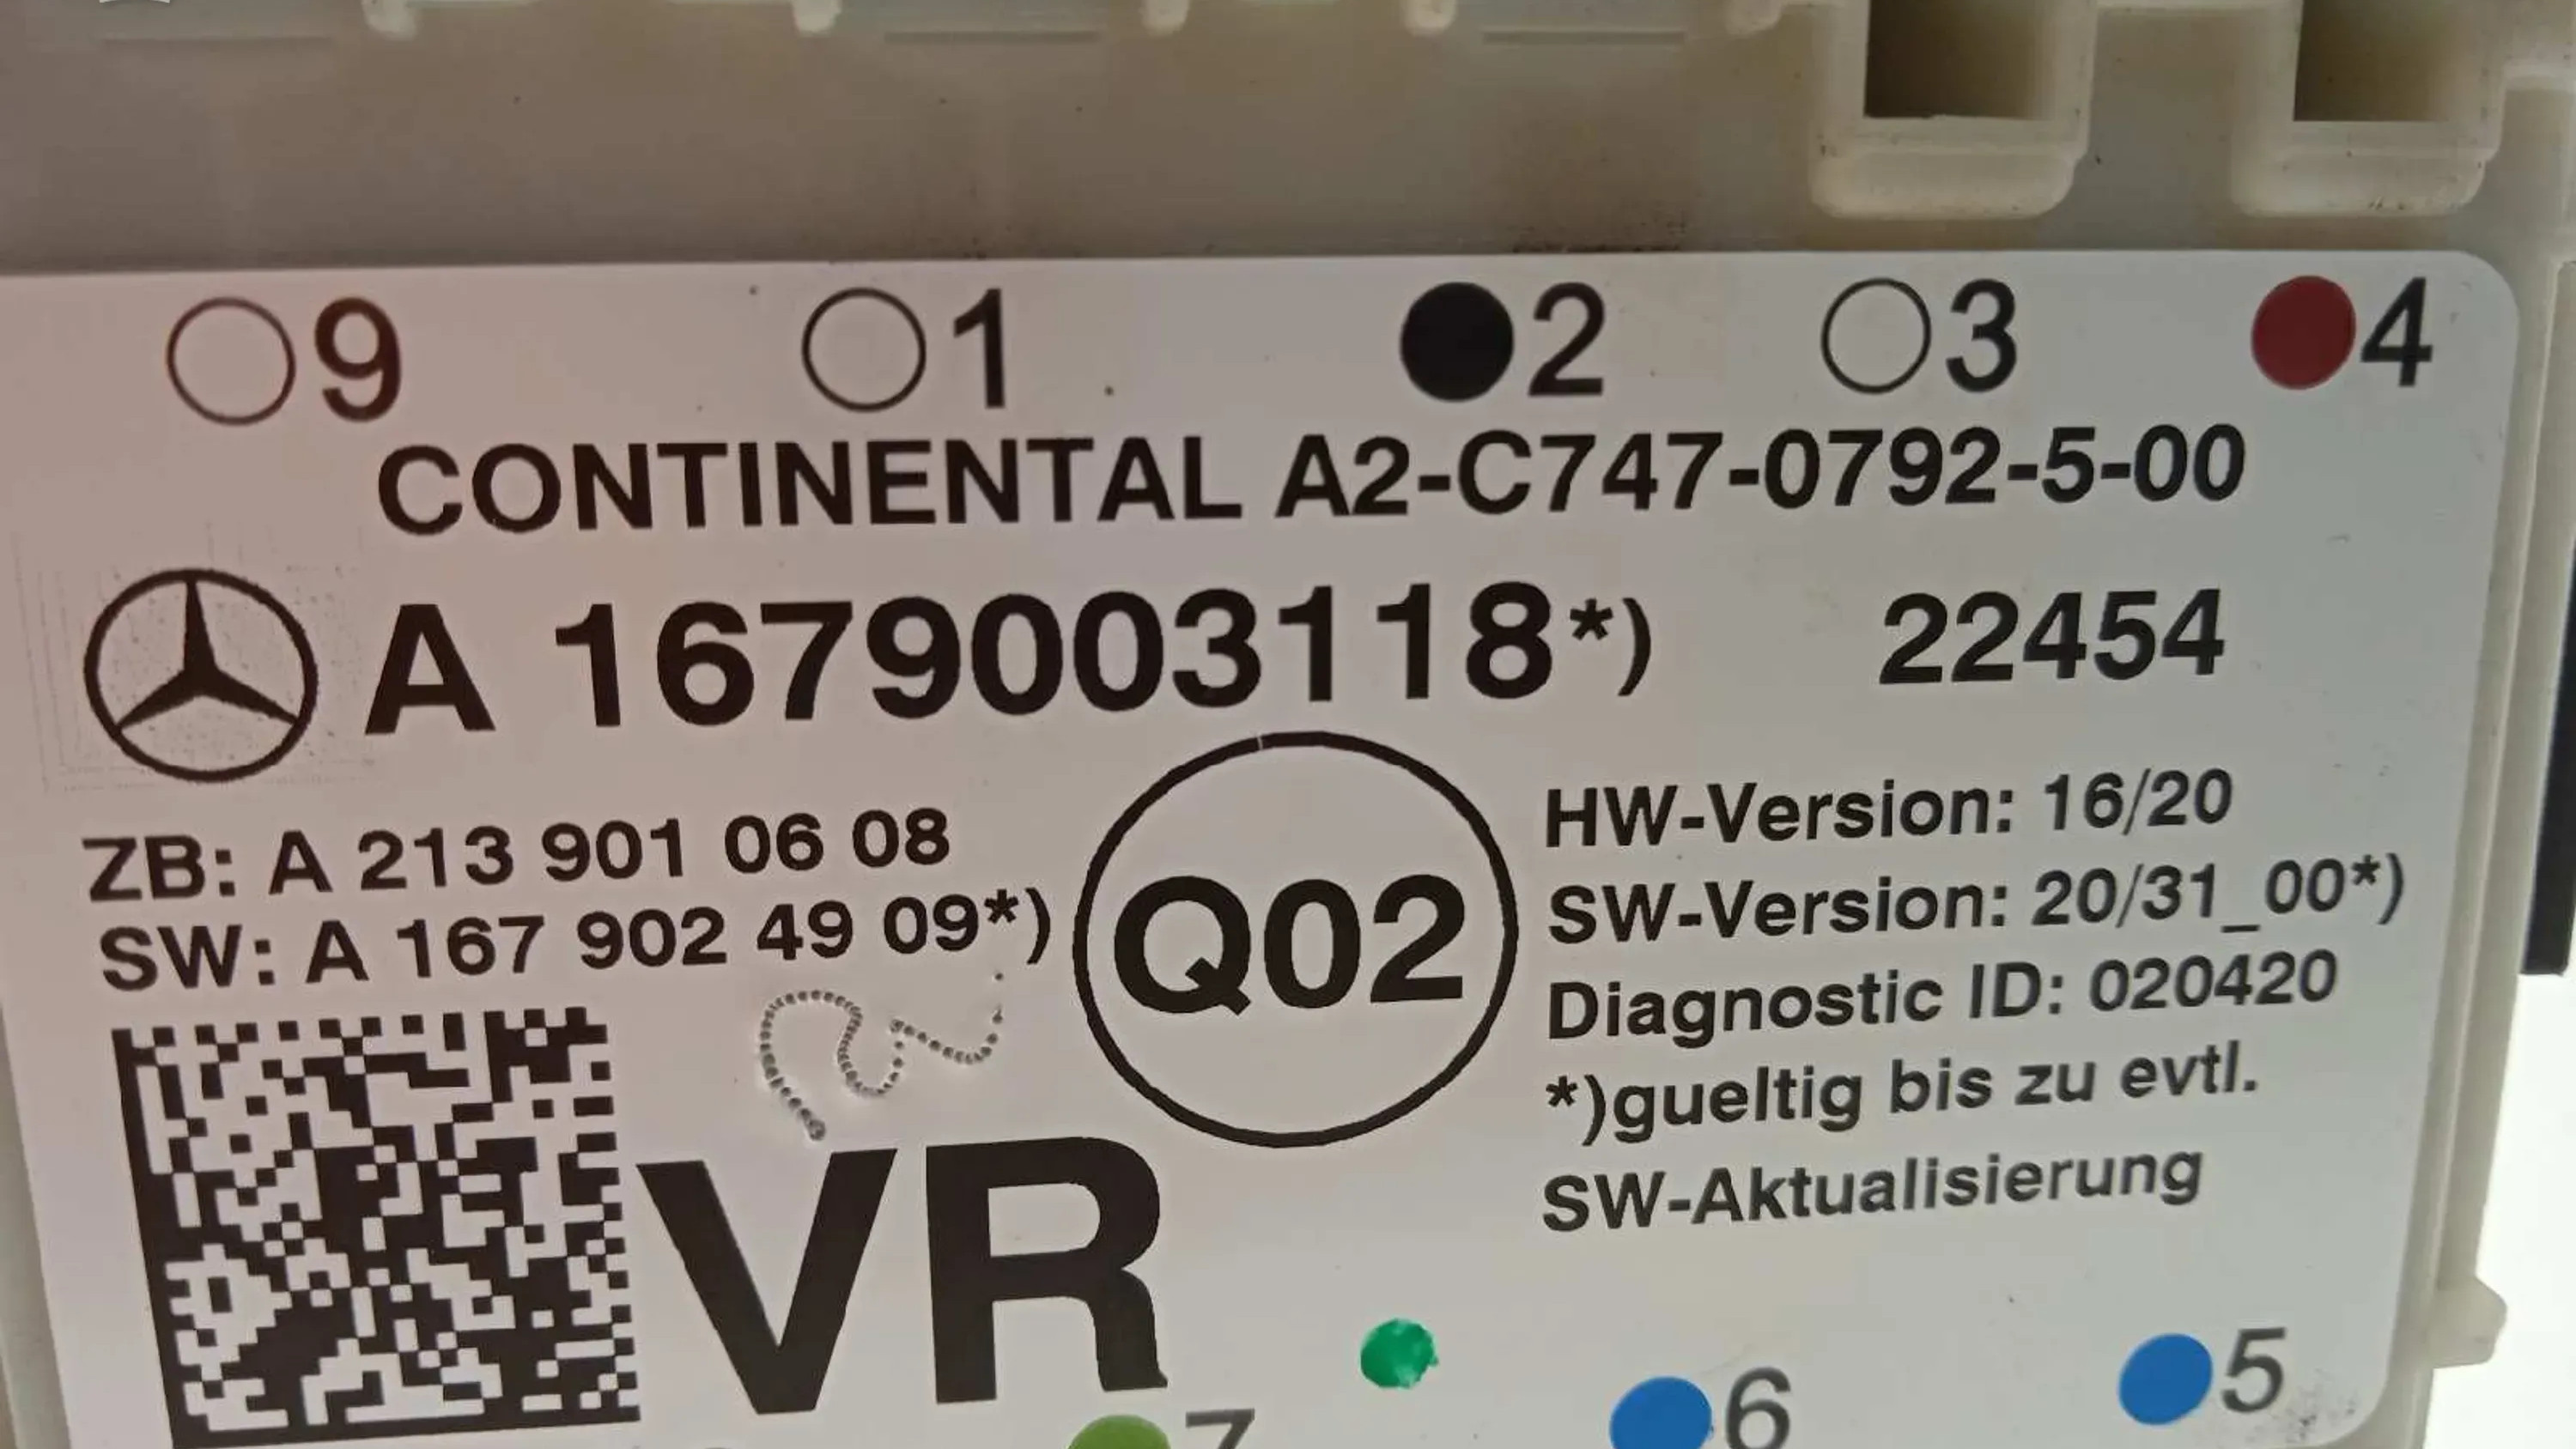 9 1 2 3 4
CONTINENTAL A2-C747-0792-5-00
A 1679003118*) 22454
ZB: A 213 901 06 08
SW: A 167 902 49 09*)
Q02
HW-Version: 16/20
SW-Version: 20/31_00*)
Diagnostic ID: 020420
*)gueltig bis zu evtl.
SW-Aktualisierung
VR
7 6 5